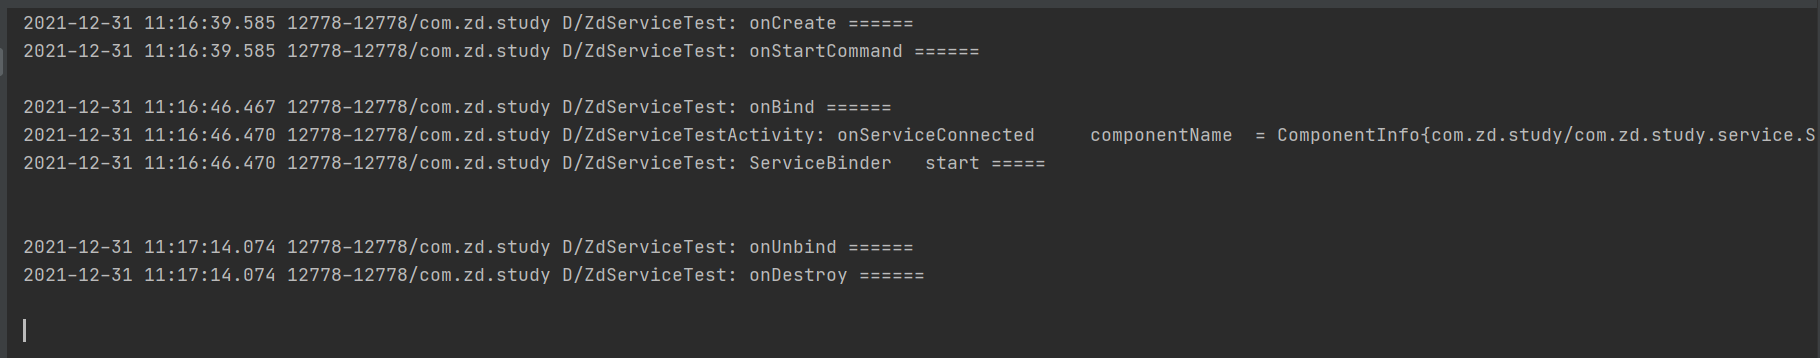 2021-12-31 11:16:39.585 12778-12778/com.zd.study D/ZdServiceTest: onCreate ======
2021-12-31 11:16:39.585 12778-12778/com.zd.study D/ZdServiceTest: onStartCommand ======
2021-12-31 11:16:46.467 12778-12778/com.zd.study D/ZdServiceTest: onBind ======
2021-12-31 11:16:46.470 12778-12778/com.zd.study D/ZdServiceTestActivity: onServiceConnected     componentName  = ComponentInfo{com.zd.study/com.zd.study.service.S
2021-12-31 11:16:46.470 12778-12778/com.zd.study D/ZdServiceTest: ServiceBinder   start =====
2021-12-31 11:17:14.074 12778-12778/com.zd.study D/ZdServiceTest: onUnbind ======
2021-12-31 11:17:14.074 12778-12778/com.zd.study D/ZdServiceTest: onDestroy ======